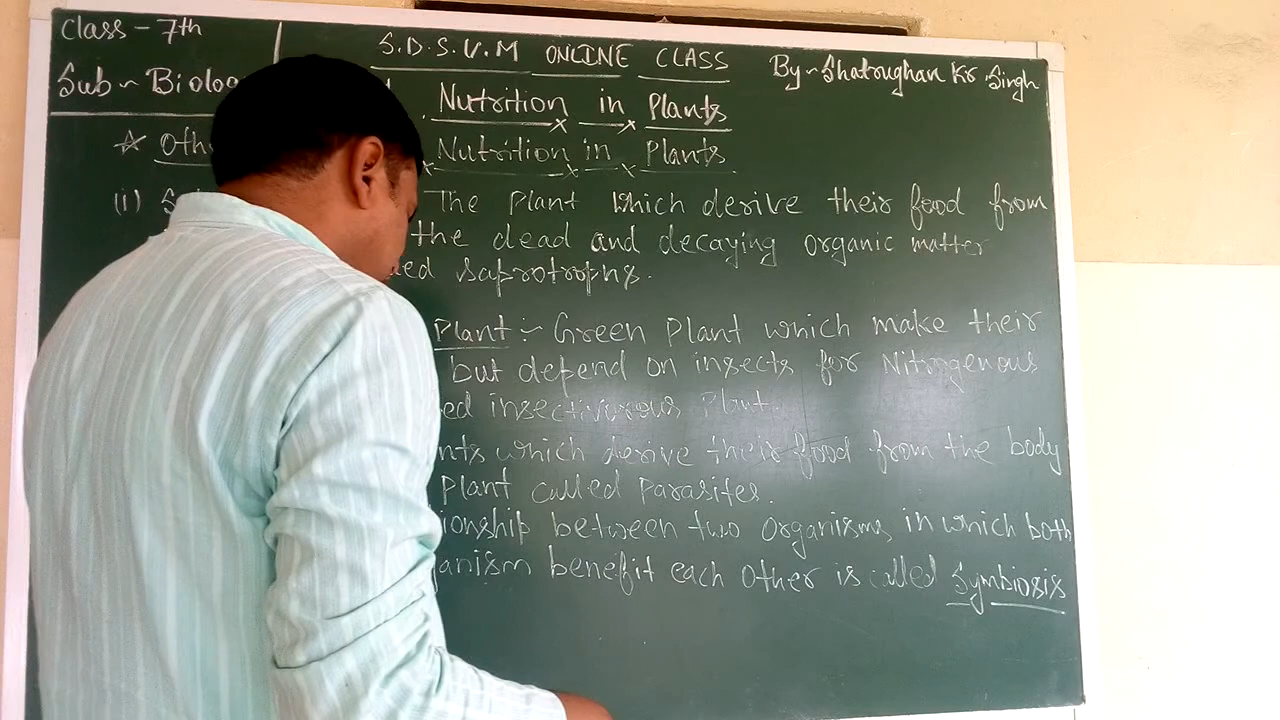 Class - 7th
S.D.S.V.M ONLINE CLASS
By ~ Shatrughan Kr. Singh
Sub ~ Biolo
Nutrition in Plants
Nutrition in Plants
Oth
(i) The Plant which derive their food from
the dead and decaying organic matter
saprotrophs.
Plant :- Green Plant which make their
but depend on insects for Nitrogenous
ed insectivorous Plant.
nts which derive their food from the body
Plant called Parasites.
ionship between two organisms in which both
anism benefit each other is called Symbiosis